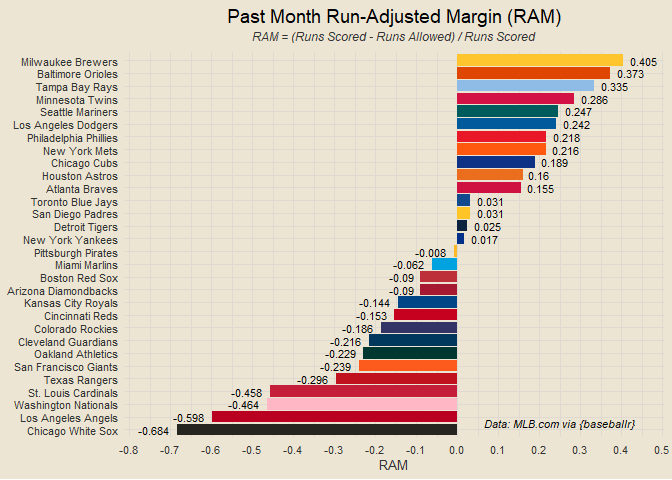 Past Month Run-Adjusted Margin (RAM)
RAM = (Runs Scored - Runs Allowed) / Runs Scored
Milwaukee Brewers 0.405
Baltimore Orioles 0.373
Tampa Bay Rays 0.335
Minnesota Twins 0.286
Seattle Mariners 0.247
Los Angeles Dodgers 0.242
Philadelphia Phillies 0.218
New York Mets 0.216
Chicago Cubs 0.189
Houston Astros 0.16
Atlanta Braves 0.155
Toronto Blue Jays 0.031
San Diego Padres 0.031
Detroit Tigers 0.025
New York Yankees 0.017
Pittsburgh Pirates -0.008
Miami Marlins -0.062
Boston Red Sox -0.09
Arizona Diamondbacks -0.09
Kansas City Royals -0.144
Cincinnati Reds -0.153
Colorado Rockies -0.186
Cleveland Guardians -0.216
Oakland Athletics -0.229
San Francisco Giants -0.239
Texas Rangers -0.296
St. Louis Cardinals -0.458
Washington Nationals -0.464
Los Angeles Angels -0.598
Chicago White Sox -0.684
Data: MLB.com via {baseballr}
-0.8 -0.7 -0.6 -0.5 -0.4 -0.3 -0.2 -0.1 0.0 0.1 0.2 0.3 0.4 0.5
RAM